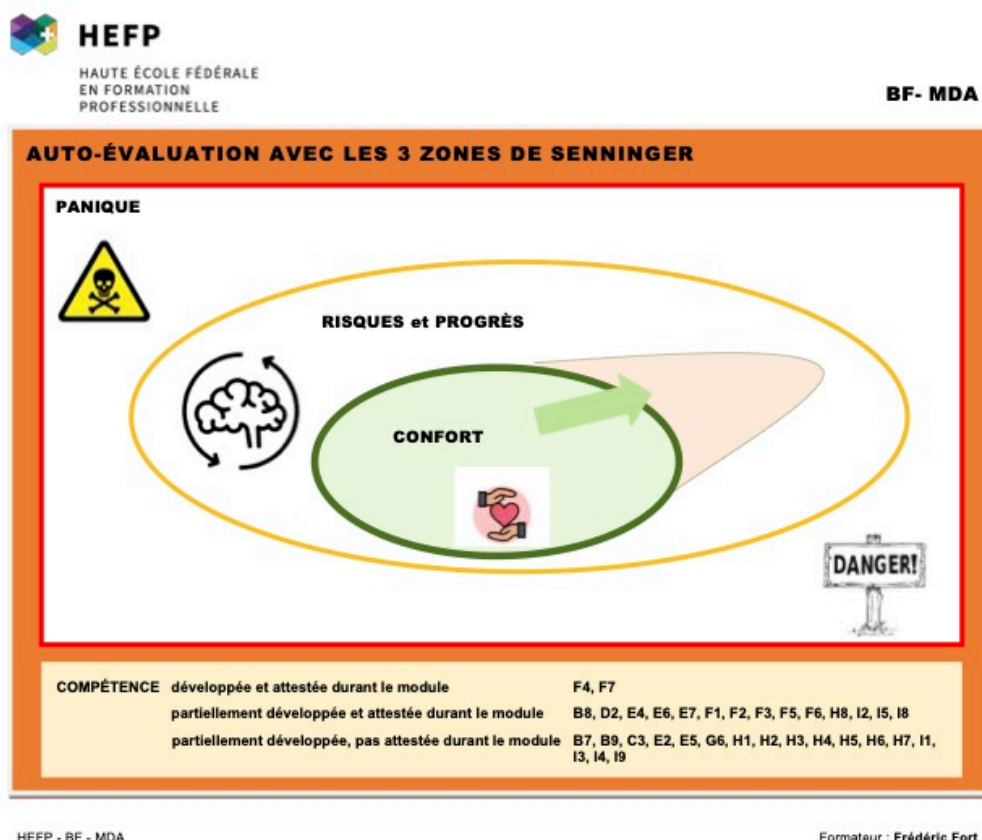 HEFP
HAUTE ÉCOLE FÉDÉRALE
EN FORMATION
PROFESSIONNELLE
BF- MDA
AUTO-ÉVALUATION AVEC LES 3 ZONES DE SENNINGER
PANIQUE
RISQUES et PROGRÈS
CONFORT
DANGER!
COMPÉTENCE développée et attestée durant le module F4, F7
partiellement développée et attestée durant le module B8, D2, E4, E6, E7, F1, F2, F3, F5, F6, H8, I2, I5, I8
partiellement développée, pas attestée durant le module B7, B9, C3, E2, E5, G6, H1, H2, H3, H4, H5, H6, H7, I1,
I3, I4, I9
HEFP - BF - MDA Formateur : Frédéric Fort